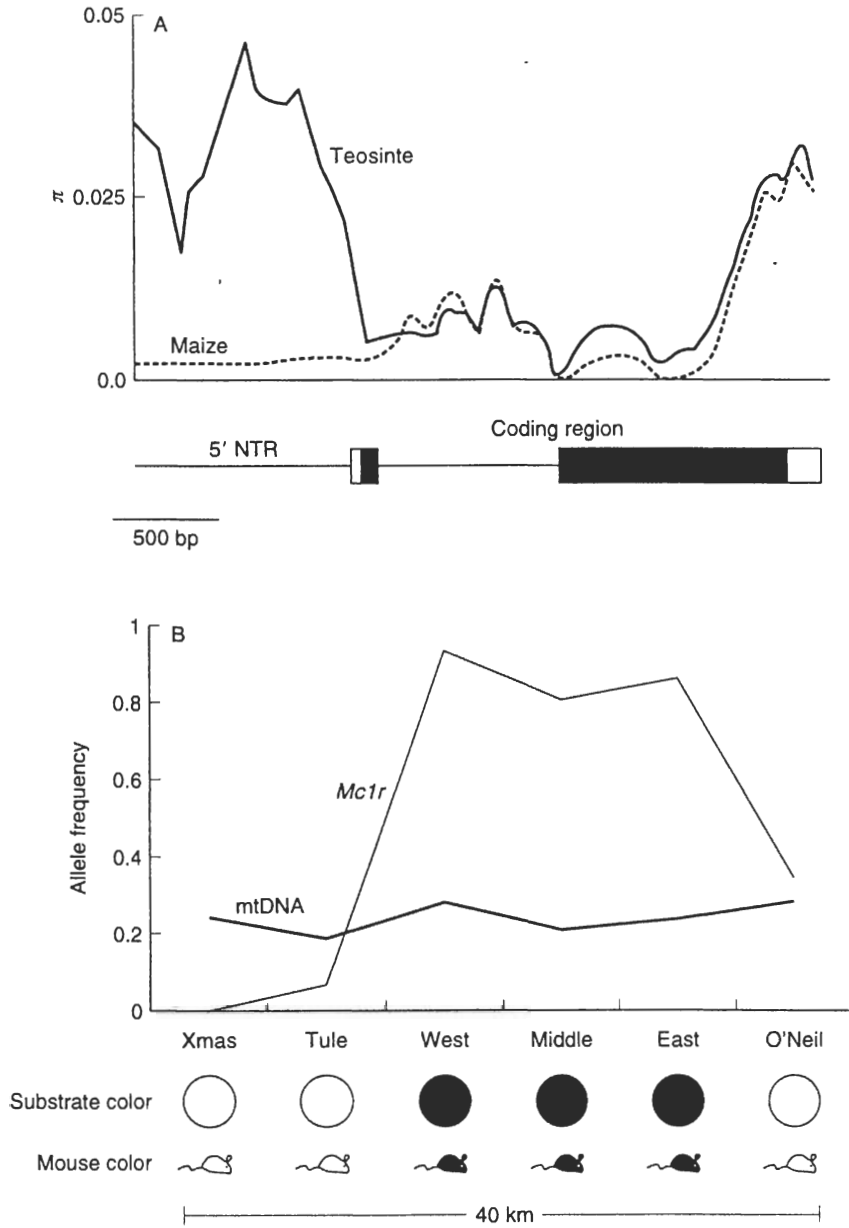 0.05
A
Teosinte
π
0.025
Maize
0.0
Coding region
5' NTR
500 bp
1
B
0.8
0.6
Mc1r
Allele frequency
0.4
mtDNA
0.2
0
Xmas Tule West Middle East O'Neil
Substrate color
Mouse color
40 km